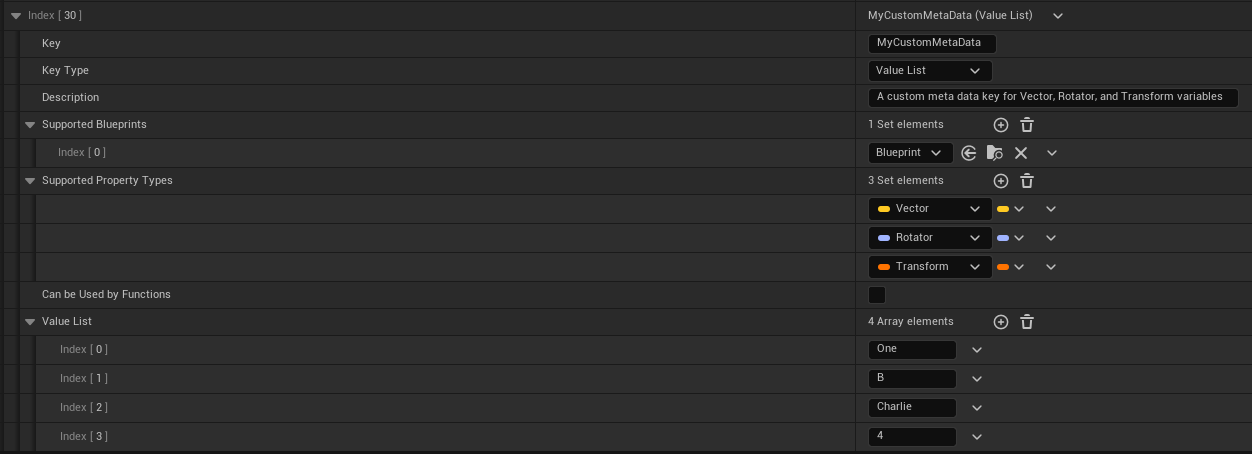 Index [ 30 ] MyCustomMetaData (Value List)
Key MyCustomMetaData
Key Type Value List
Description A custom meta data key for Vector, Rotator, and Transform variables
Supported Blueprints 1 Set elements
Index [ 0 ] Blueprint
Supported Property Types 3 Set elements
Vector
Rotator
Transform
Can be Used by Functions
Value List 4 Array elements
Index [ 0 ] One
Index [ 1 ] B
Index [ 2 ] Charlie
Index [ 3 ] 4